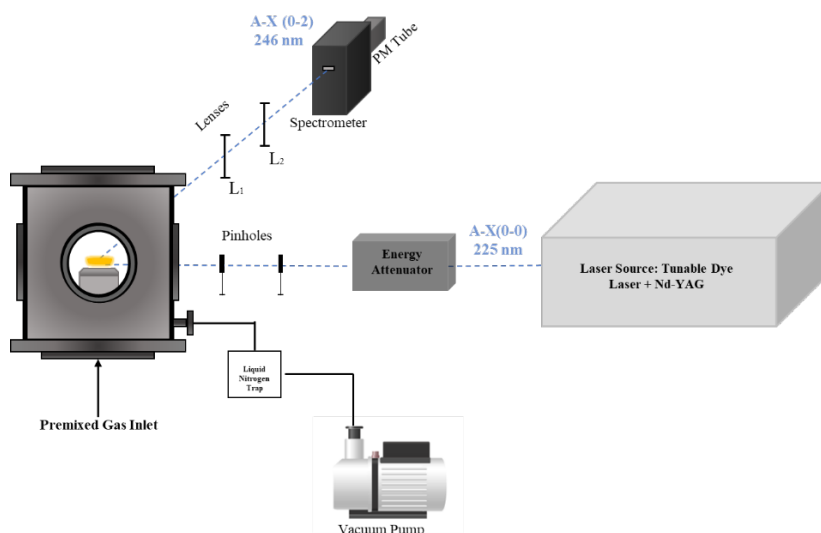 A-X (0-2)
246 nm
PM Tube
Lenses
Spectrometer
L2
L1
Pinholes
A-X(0-0)
225 nm
Energy
Attenuator
Laser Source: Tunable Dye
Laser + Nd-YAG
Liquid
Nitrogen
Trap
Premixed Gas Inlet
Vacuum Pump